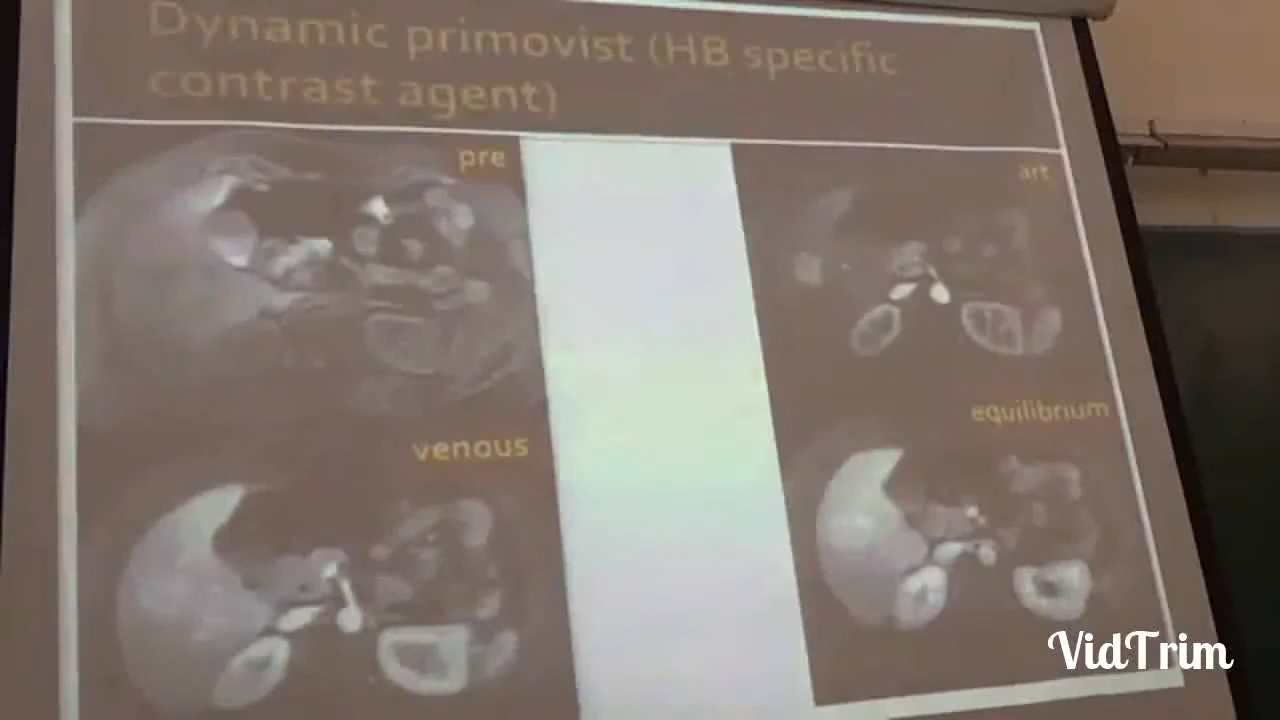 Dynamic primovist (HB specific
contrast agent)
pre
art
venous
equilibrium
VidTrim